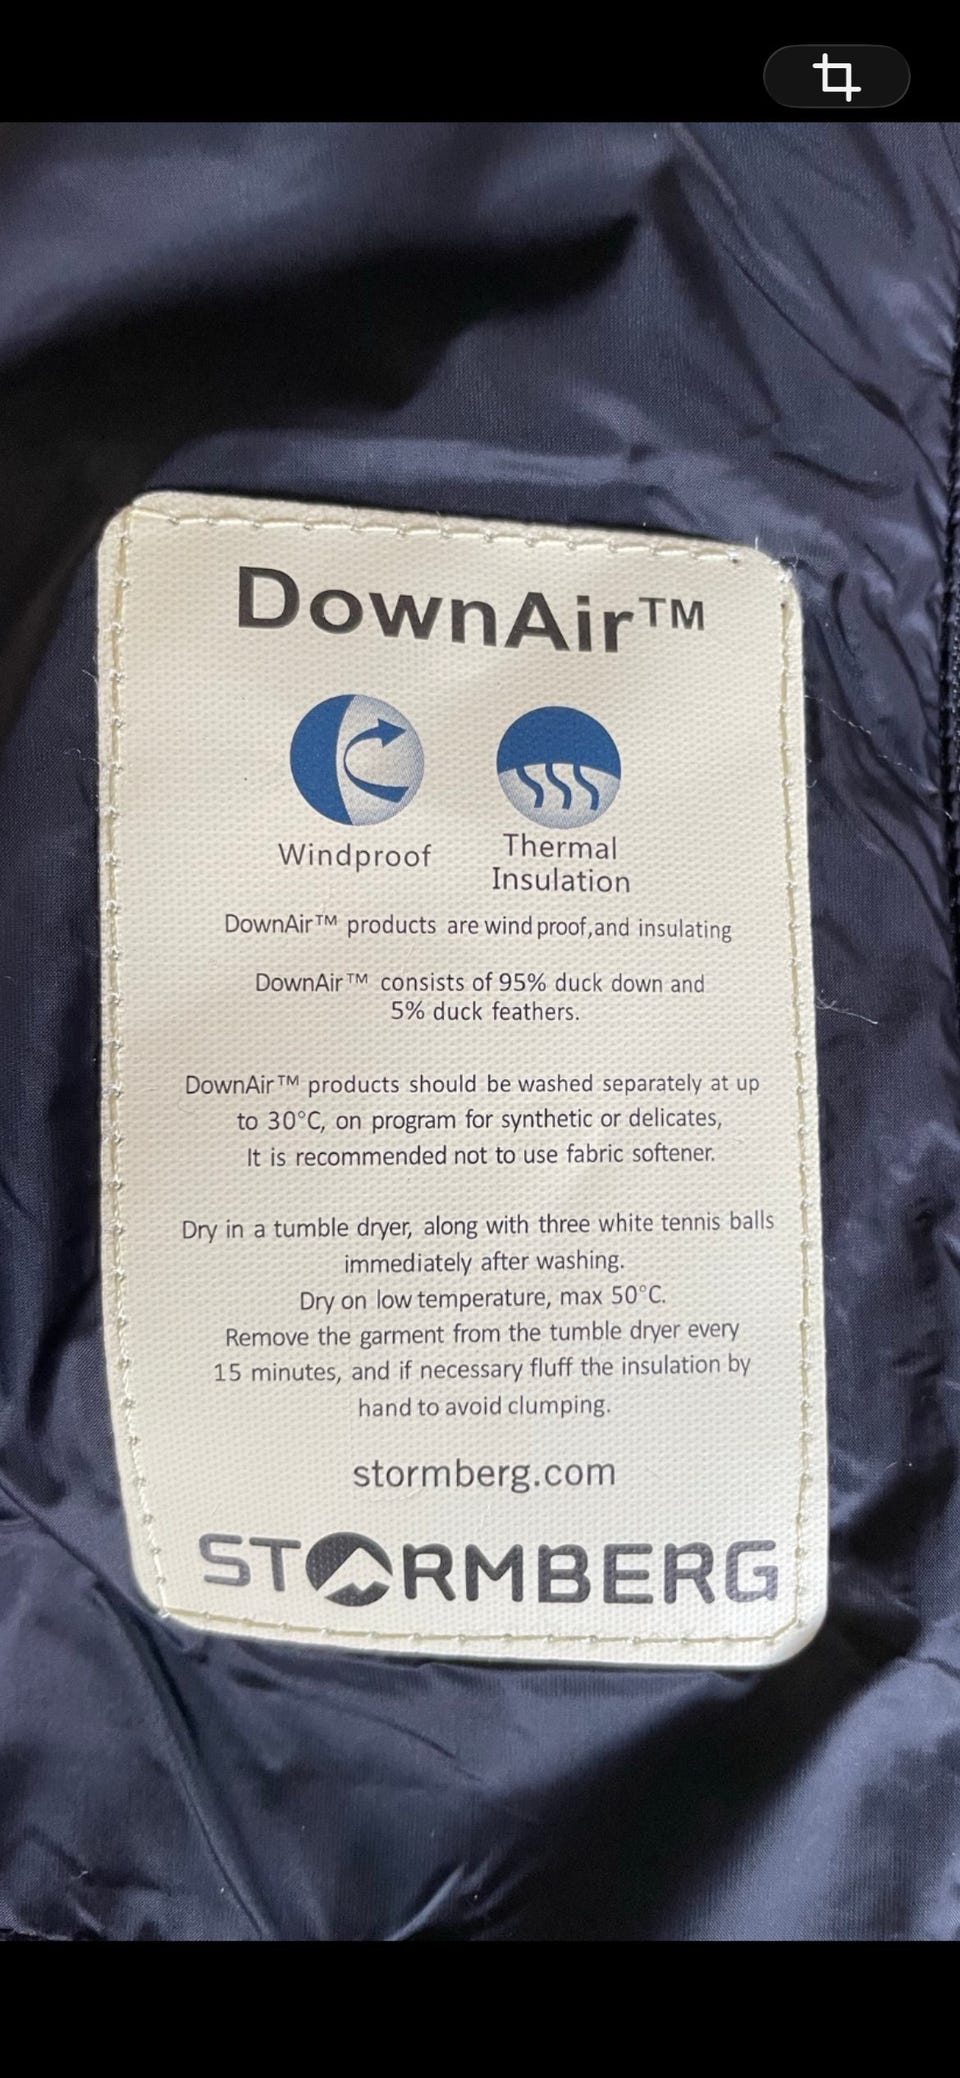 DownAir™
Windproof
Thermal
Insulation
DownAir™ products are wind proof,and insulating
DownAir™ consists of 95% duck down and
5% duck feathers.
DownAir™ products should be washed separately at up
to 30°C, on program for synthetic or delicates,
It is recommended not to use fabric softener.
Dry in a tumble dryer, along with three white tennis balls
immediately after washing.
Dry on low temperature, max 50°C.
Remove the garment from the tumble dryer every
15 minutes, and if necessary fluff the insulation by
hand to avoid clumping.
stormberg.com
STORMBERG